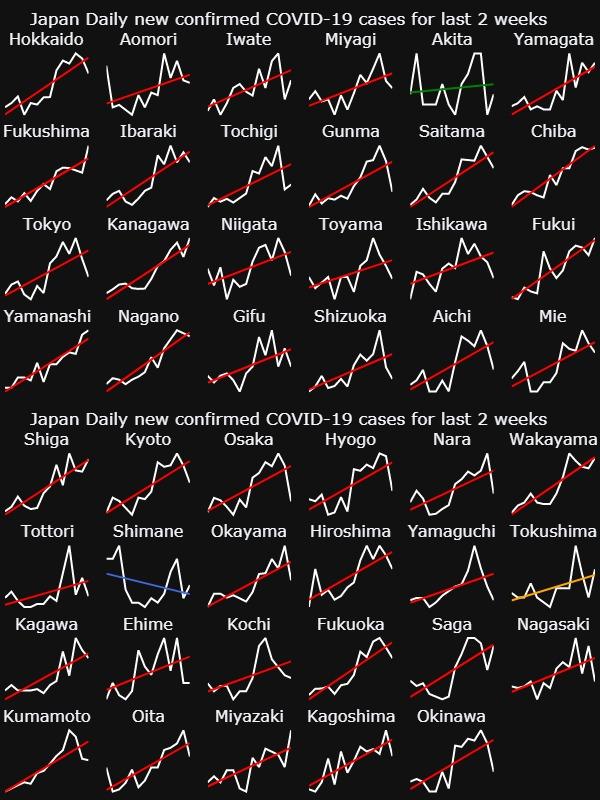 Japan Daily new confirmed COVID-19 cases for last 2 weeks
Hokkaido Aomori Iwate Miyagi Akita Yamagata
Fukushima Ibaraki Tochigi Gunma Saitama Chiba
Tokyo Kanagawa Niigata Toyama Ishikawa Fukui
Yamanashi Nagano Gifu Shizuoka Aichi Mie
Japan Daily new confirmed COVID-19 cases for last 2 weeks
Shiga Kyoto Osaka Hyogo Nara Wakayama
Tottori Shimane Okayama Hiroshima Yamaguchi Tokushima
Kagawa Ehime Kochi Fukuoka Saga Nagasaki
Kumamoto Oita Miyazaki Kagoshima Okinawa